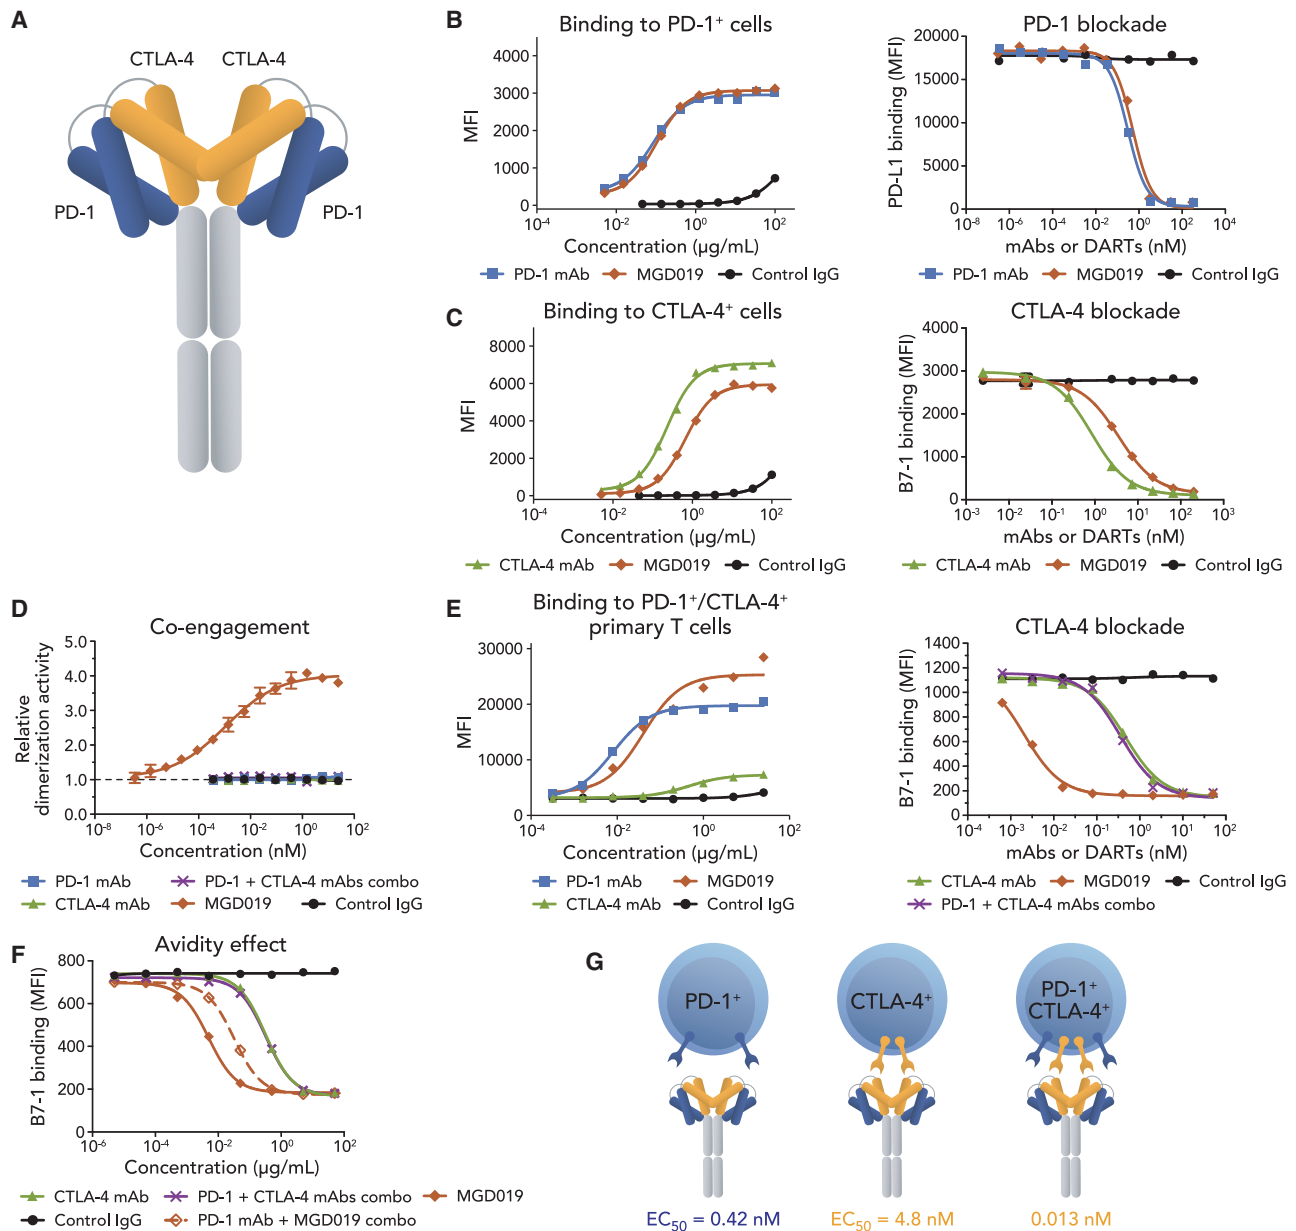 A
CTLA-4 CTLA-4
PD-1 PD-1
B
Binding to PD-1⁺ cells
MFI
4000
3000
2000
1000
0
10⁻⁴ 10⁻² 10⁰ 10²
Concentration (µg/mL)
PD-1 blockade
PD-L1 binding (MFI)
20000
15000
10000
5000
0
10⁻⁸ 10⁻⁶ 10⁻⁴ 10⁻² 10⁰ 10² 10⁴
mAbs or DARTs (nM)
PD-1 mAb MGD019 Control IgG
PD-1 mAb MGD019 Control IgG
C
Binding to CTLA-4⁺ cells
MFI
8000
6000
4000
2000
0
10⁻⁴ 10⁻² 10⁰ 10²
Concentration (µg/mL)
CTLA-4 mAb MGD019 Control IgG
CTLA-4 blockade
B7-1 binding (MFI)
4000
3000
2000
1000
0
10⁻³ 10⁻² 10⁻¹ 10⁰ 10¹ 10² 10³
mAbs or DARTs (nM)
CTLA-4 mAb MGD019 Control IgG
D
Co-engagement
Relative
dimerization activity
5.0
4.0
3.0
2.0
1.0
0.0
10⁻⁸ 10⁻⁶ 10⁻⁴ 10⁻² 10⁰ 10²
Concentration (nM)
PD-1 mAb PD-1 + CTLA-4 mAbs combo
CTLA-4 mAb MGD019 Control IgG
E
Binding to PD-1⁺/CTLA-4⁺
primary T cells
MFI
30000
20000
10000
0
10⁻⁴ 10⁻² 10⁰ 10²
Concentration (µg/mL)
PD-1 mAb MGD019
CTLA-4 mAb Control IgG
CTLA-4 blockade
B7-1 binding (MFI)
1400
1200
1000
800
600
400
200
0
10⁻⁴ 10⁻³ 10⁻² 10⁻¹ 10⁰ 10¹ 10²
mAbs or DARTs (nM)
CTLA-4 mAb MGD019 Control IgG
PD-1 + CTLA-4 mAbs combo
F
Avidity effect
B7-1 binding (MFI)
800
600
400
200
0
10⁻⁶ 10⁻⁴ 10⁻² 10⁰ 10²
Concentration (µg/mL)
CTLA-4 mAb PD-1 + CTLA-4 mAbs combo MGD019
Control IgG PD-1 mAb + MGD019 combo
G
PD-1⁺
CTLA-4⁺
PD-1⁺
CTLA-4⁺
EC₅₀ = 0.42 nM EC₅₀ = 4.8 nM 0.013 nM